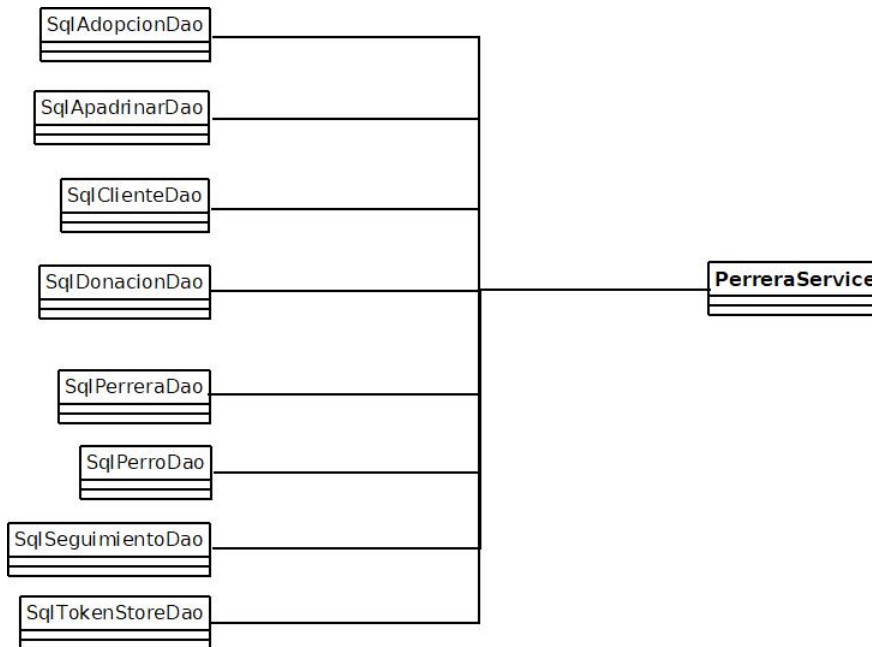 SqlAdopcionDao
SqlApadrinarDao
SqlClienteDao
SqlDonacionDao
PerreraService
SqlPerreraDao
SqlPerroDao
SqlSeguimientoDao
SqlTokenStoreDao